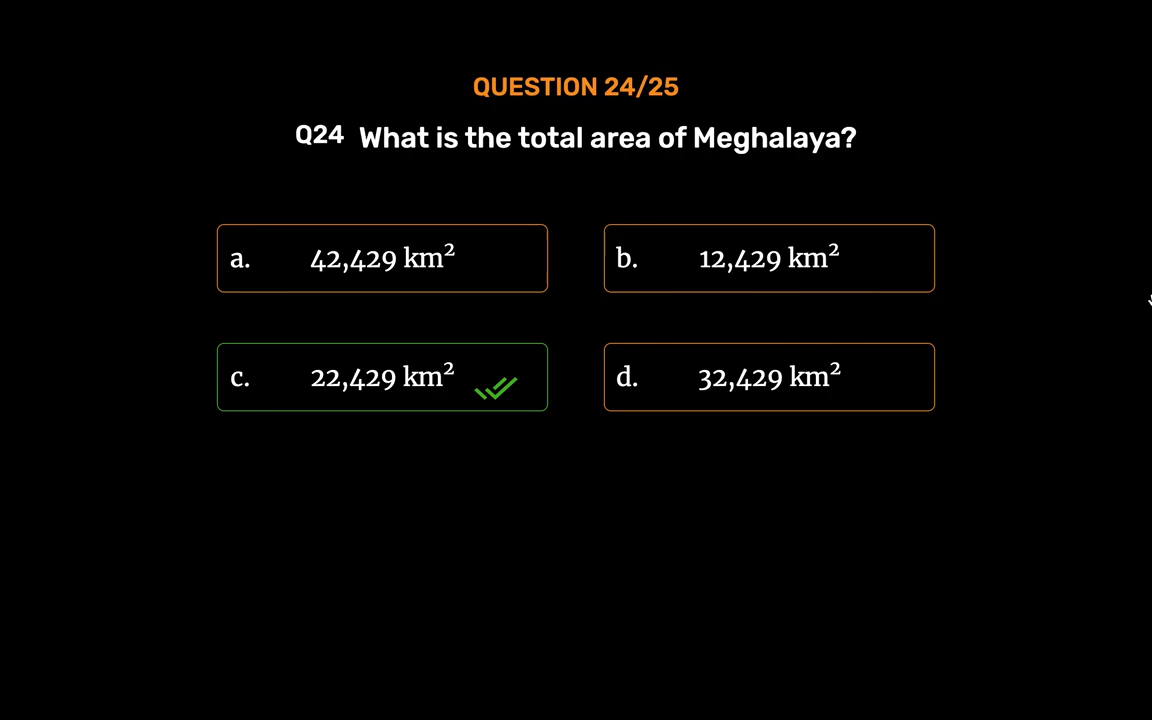 QUESTION 24/25
Q24 What is the total area of Meghalaya?
a. 42,429 km²
b. 12,429 km²
c. 22,429 km²
d. 32,429 km²